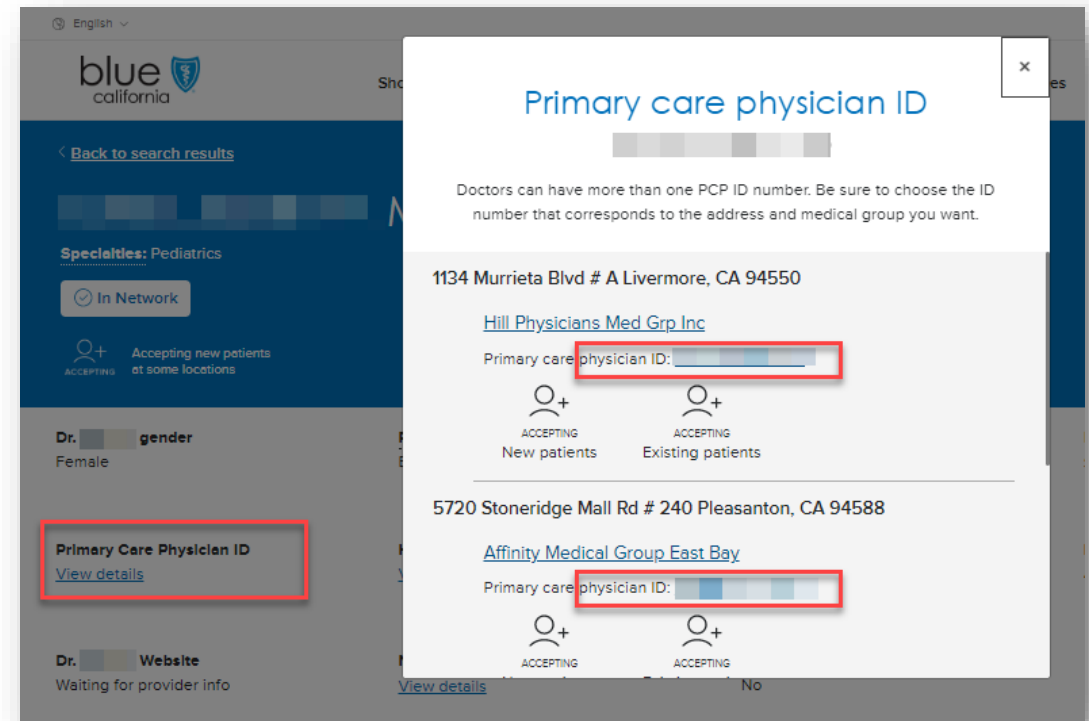 English
blue
california
Sho
es
Back to search results
Specialties: Pediatrics
In Network
ACCEPTING
Accepting new patients
at some locations
Dr. gender
Female
Primary Care Physician ID
View details
Dr. Website
Waiting for provider info
View details
No
×
Primary care physician ID
Doctors can have more than one PCP ID number. Be sure to choose the ID
number that corresponds to the address and medical group you want.
1134 Murrieta Blvd # A Livermore, CA 94550
Hill Physicians Med Grp Inc
Primary care physician ID:
ACCEPTING ACCEPTING
New patients Existing patients
5720 Stoneridge Mall Rd # 240 Pleasanton, CA 94588
Affinity Medical Group East Bay
Primary care physician ID:
ACCEPTING ACCEPTING